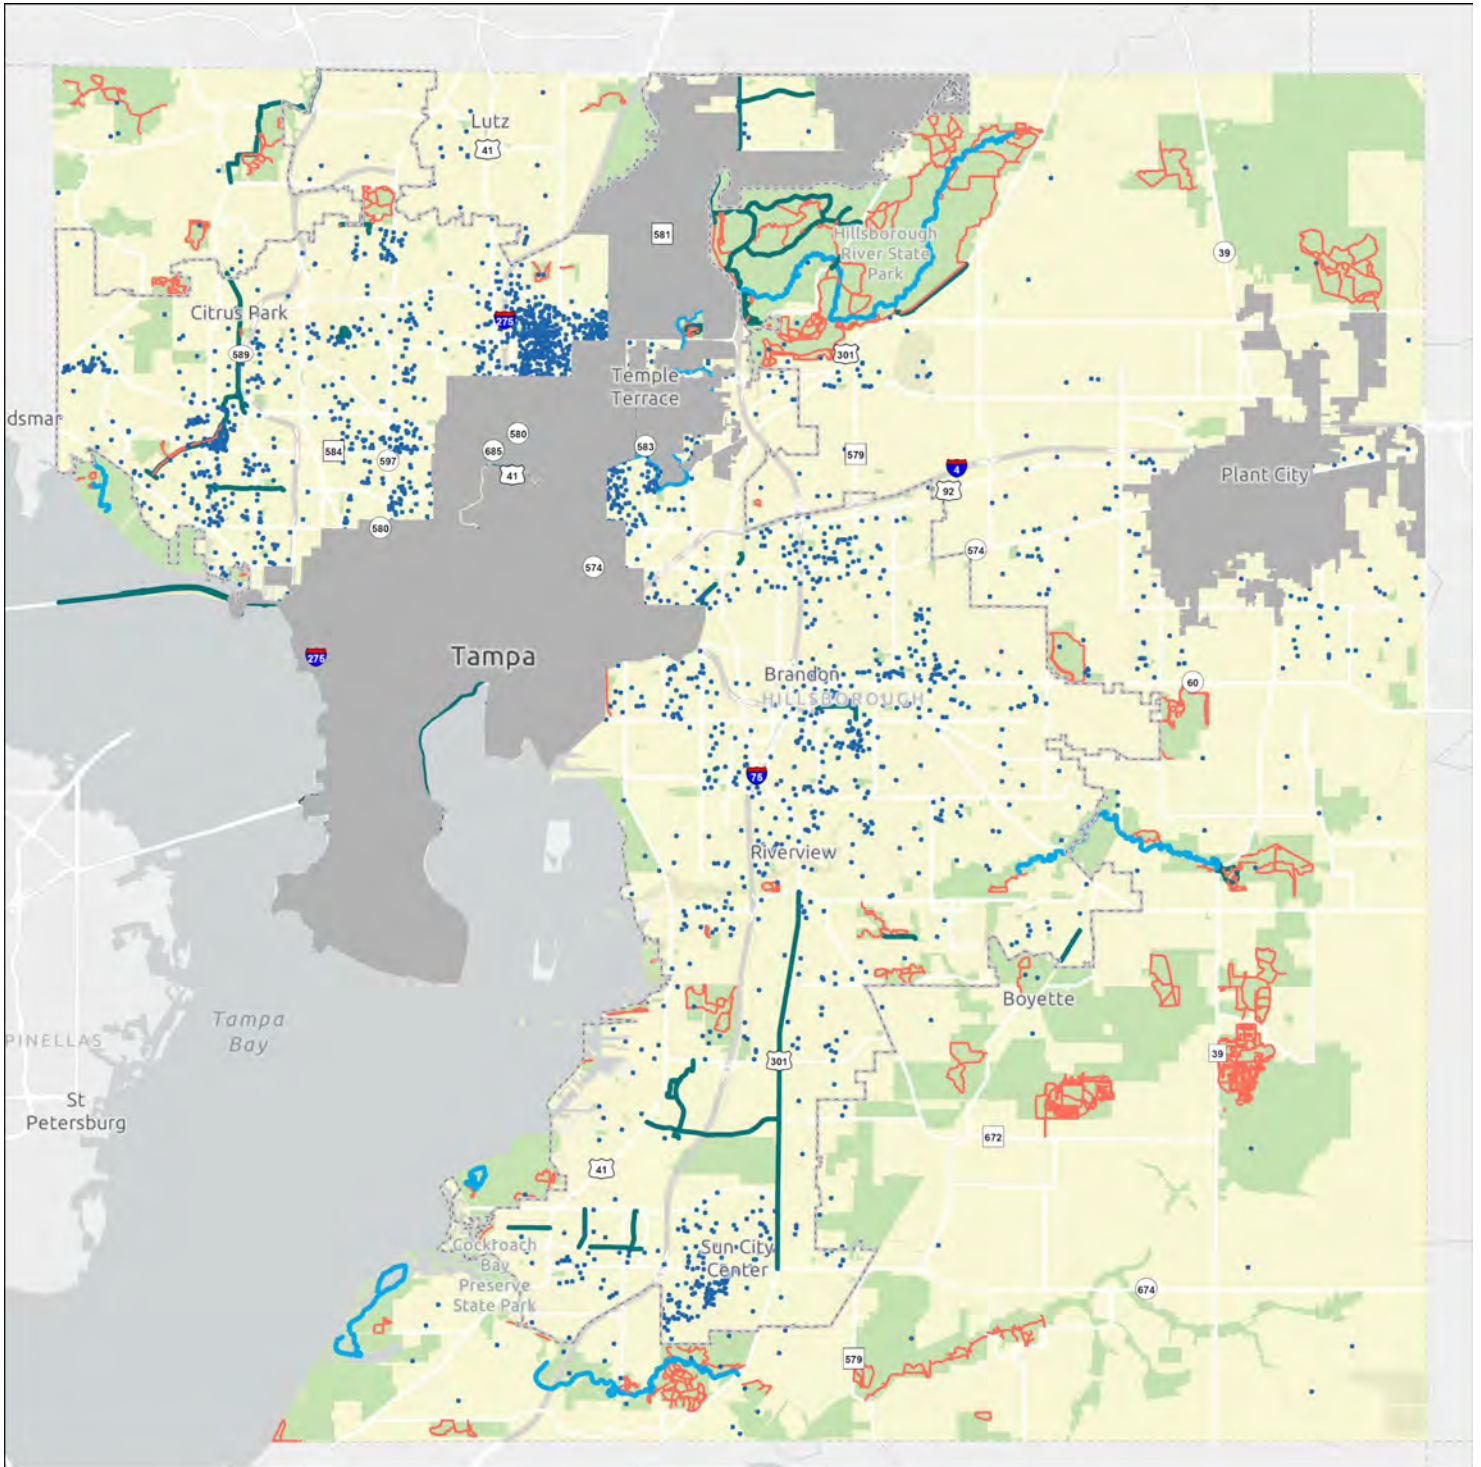 Lutz
41
581
Hillsborough
River State
Park
39
275
Citrus Park
589
301
Temple
Terrace
dsmar
580
685
41
583
584
597
579
4
92
Plant City
580
574
574
275
Tampa
Brandon
HILLSBOROUGH
60
75
Riverview
Boyette
Tampa
Bay
PINELLAS
39
301
St
Petersburg
672
41
Cockroach
Bay
Preserve
State Park
Sun City
Center
674
579